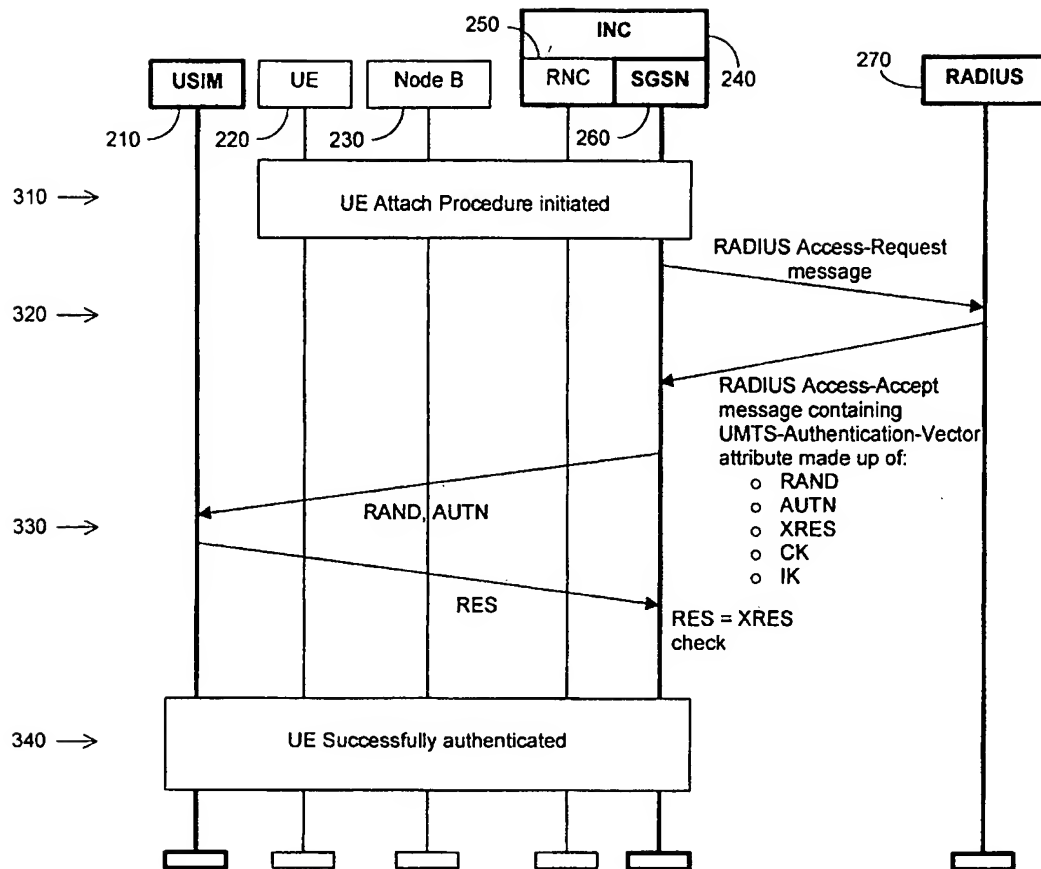 250
INC
240
270
USIM
UE
Node B
RNC
SGSN
RADIUS
210
220
230
260
310
UE Attach Procedure initiated
RADIUS Access-Request
message
320
RADIUS Access-Accept
message containing
UMTS-Authentication-Vector
attribute made up of:
o RAND
o AUTN
o XRES
o CK
o IK
RAND, AUTN
330
RES
RES = XRES
check
340
UE Successfully authenticated